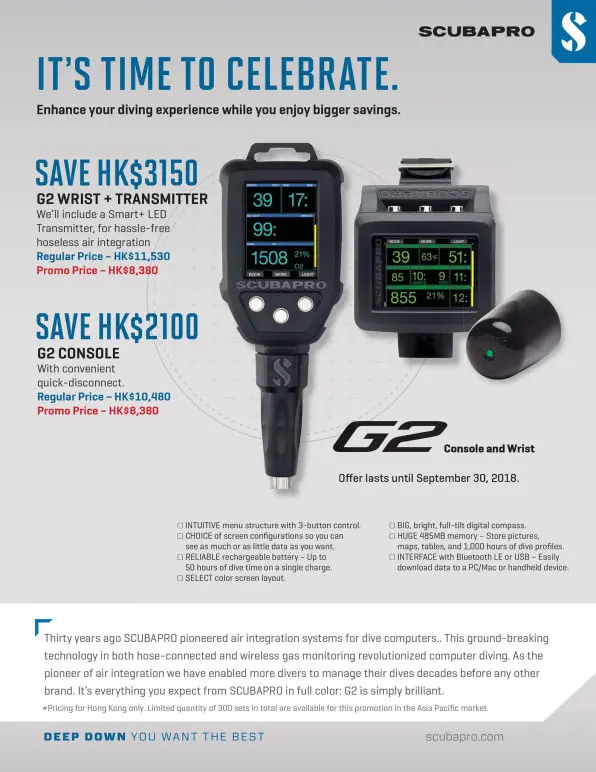 SCUBAPRO
S
IT'S TIME TO CELEBRATE.
Enhance your diving experience while you enjoy bigger savings.
SAVE HK$3150
G2 WRIST + TRANSMITTER
We'll include a Smart+ LED
Transmitter, for hassle-free
hoseless air integration
Regular Price – HK$11,530
Promo Price – HK$8,380
SAVE HK$2100
G2 CONSOLE
With convenient
quick-disconnect.
Regular Price – HK$10,480
Promo Price – HK$8,380
39 17:
99:
1508 21%
O2
BOOK MORE LIGHT
SCUBAPRO
S
SCUBAPRO
BOOK MORE LIGHT
SCUBAPRO
39 63°F 51:
85 10: 9 11:
855 21% 12:
G2 Console and Wrist
Offer lasts until September 30, 2018.
INTUITIVE menu structure with 3-button control.
CHOICE of screen configurations so you can
see as much or as little data as you want.
RELIABLE rechargeable battery – Up to
50 hours of dive time on a single charge.
SELECT color screen layout.
BIG, bright, full-tilt digital compass.
HUGE 485MB memory – Store pictures,
maps, tables, and 1,000 hours of dive profiles.
INTERFACE with Bluetooth LE or USB – Easily
download data to a PC/Mac or handheld device.
Thirty years ago SCUBAPRO pioneered air integration systems for dive computers.. This ground-breaking
technology in both hose-connected and wireless gas monitoring revolutionized computer diving. As the
pioneer of air integration we have enabled more divers to manage their dives decades before any other
brand. It's everything you expect from SCUBAPRO in full color: G2 is simply brilliant.
*Pricing for Hong Kong only. Limited quantity of 300 sets in total are available for this promotion in the Asia Pacific market.
DEEP DOWN YOU WANT THE BEST
scubapro.com